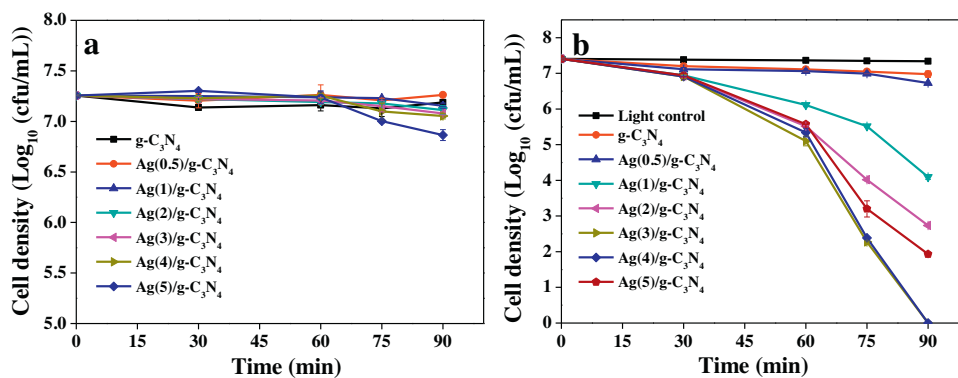 a
8.0
7.5
7.0
6.5
6.0
5.5
5.0
0 15 30 45 60 75 90
Time (min)
Cell density (Log₁₀ (cfu/mL))
g-C₃N₄
Ag(0.5)/g-C₃N₄
Ag(1)/g-C₃N₄
Ag(2)/g-C₃N₄
Ag(3)/g-C₃N₄
Ag(4)/g-C₃N₄
Ag(5)/g-C₃N₄
b
8
7
6
5
4
3
2
1
0
0 15 30 45 60 75 90
Time (min)
Cell density (Log₁₀ (cfu/mL))
Light control
g-C₃N₄
Ag(0.5)/g-C₃N₄
Ag(1)/g-C₃N₄
Ag(2)/g-C₃N₄
Ag(3)/g-C₃N₄
Ag(4)/g-C₃N₄
Ag(5)/g-C₃N₄